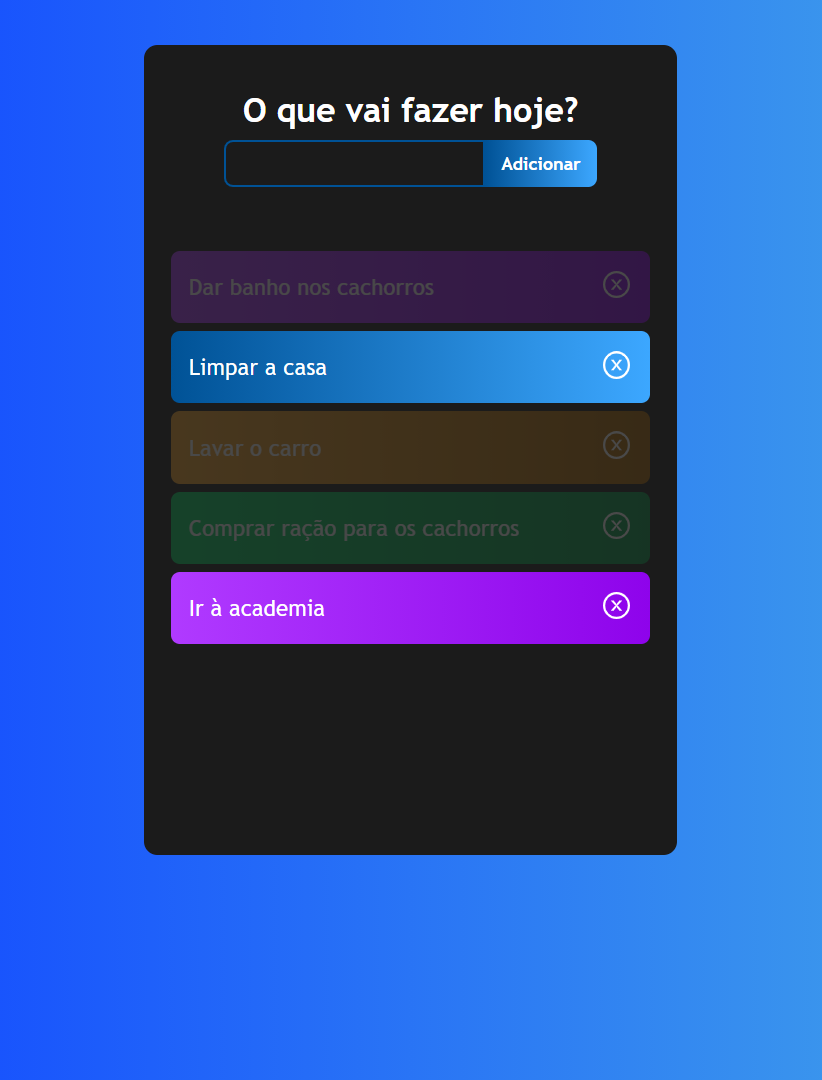 O que vai fazer hoje?
Adicionar
Dar banho nos cachorros
Limpar a casa
Lavar o carro
Comprar ração para os cachorros
Ir à academia